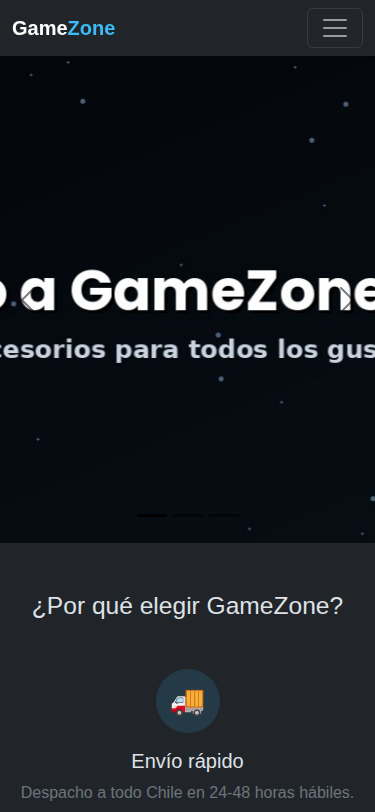 GameZone
o a GameZone
cesorios para todos los gus
¿Por qué elegir GameZone?
Envío rápido
Despacho a todo Chile en 24-48 horas hábiles.